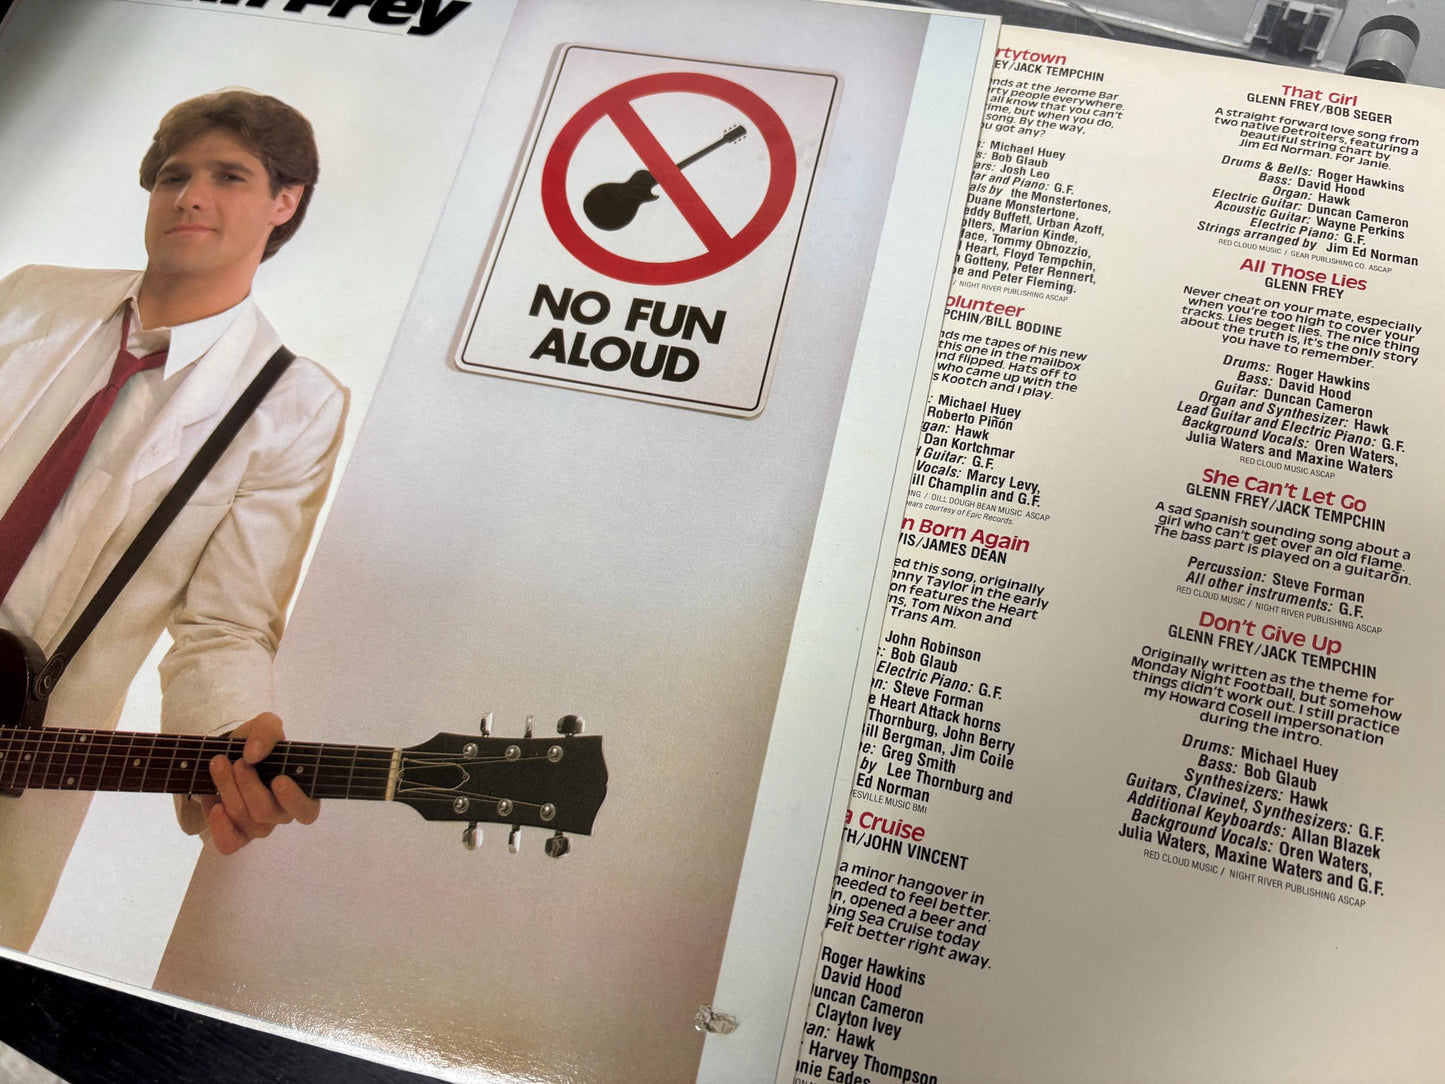 Frey
NO FUN
ALOUD
rtytown
EY/JACK TEMPCHIN
ends at the Jerome Bar
rty people everywhere.
all know that you can't
time, but when you do,
song. By the way,
ou got any?
: Michael Huey
s: Bob Glaub
ars: Josh Leo
ar and Piano: G.F.
als by the Monstertones,
Duane Monstertone,
eddy Buffett, Urban Azoff,
olters, Marion Kinde,
face, Tommy Obnozzio,
l Heart, Floyd Tempchin,
n Gotteny, Peter Rennert,
oe and Peter Fleming.
/ NIGHT RIVER PUBLISHING ASCAP
olunteer
PCHIN/BILL BODINE
nds me tapes of his new
this one in the mailbox
nd flipped. Hats off to
who came up with the
s Kootch and I play.
: Michael Huey
Roberto Piñón
gan: Hawk
Dan Kortchmar
y Guitar: G.F.
Vocals: Marcy Levy,
ill Champlin and G.F.
ING / DILL DOUGH BEAN MUSIC ASCAP
ears courtesy of Epic Records.
n Born Again
VIS/JAMES DEAN
ed this song, originally
nny Taylor in the early
on features the Heart
ns, Tom Nixon and
Trans Am.
John Robinson
: Bob Glaub
Electric Piano: G.F.
on: Steve Forman
e Heart Attack horns
Thornburg, John Berry
ill Bergman, Jim Coile
e: Greg Smith
by Lee Thornburg and
Ed Norman
ESVILLE MUSIC BMI
a Cruise
TH/JOHN VINCENT
a minor hangover in
needed to feel better.
n, opened a beer and
ping Sea Cruise today
Felt better right away.
Roger Hawkins
David Hood
uncan Cameron
Clayton Ivey
an: Hawk
: Harvey Thompson
nie Eades
That Girl
GLENN FREY/BOB SEGER
A straight forward love song from
two native Detroiters, featuring a
beautiful string chart by
Jim Ed Norman. For Janie.
Drums & Bells: Roger Hawkins
Bass: David Hood
Organ: Hawk
Electric Guitar: Duncan Cameron
Acoustic Guitar: Wayne Perkins
Electric Piano: G.F.
Strings arranged by Jim Ed Norman
RED CLOUD MUSIC / GEAR PUBLISHING CO. ASCAP
All Those Lies
GLENN FREY
Never cheat on your mate, especially
when you're too high to cover your
tracks. Lies beget lies. The nice thing
about the truth is, it's the only story
you have to remember.
Drums: Roger Hawkins
Bass: David Hood
Guitar: Duncan Cameron
Organ and Synthesizer: Hawk
Lead Guitar and Electric Piano: G.F.
Background Vocals: Oren Waters,
Julia Waters and Maxine Waters
RED CLOUD MUSIC ASCAP
She Can't Let Go
GLENN FREY/JACK TEMPCHIN
A sad Spanish sounding song about a
girl who can't get over an old flame.
The bass part is played on a guitarõn.
Percussion: Steve Forman
All other instruments: G.F.
RED CLOUD MUSIC / NIGHT RIVER PUBLISHING ASCAP
Don't Give Up
GLENN FREY/JACK TEMPCHIN
Originally written as the theme for
Monday Night Football, but somehow
things didn't work out. I still practice
my Howard Cosell impersonation
during the intro.
Drums: Michael Huey
Bass: Bob Glaub
Synthesizers: Hawk
Guitars, Clavinet, Synthesizers: G.F.
Additional Keyboards: Allan Blazek
Background Vocals: Oren Waters,
Julia Waters, Maxine Waters and G.F.
RED CLOUD MUSIC / NIGHT RIVER PUBLISHING ASCAP